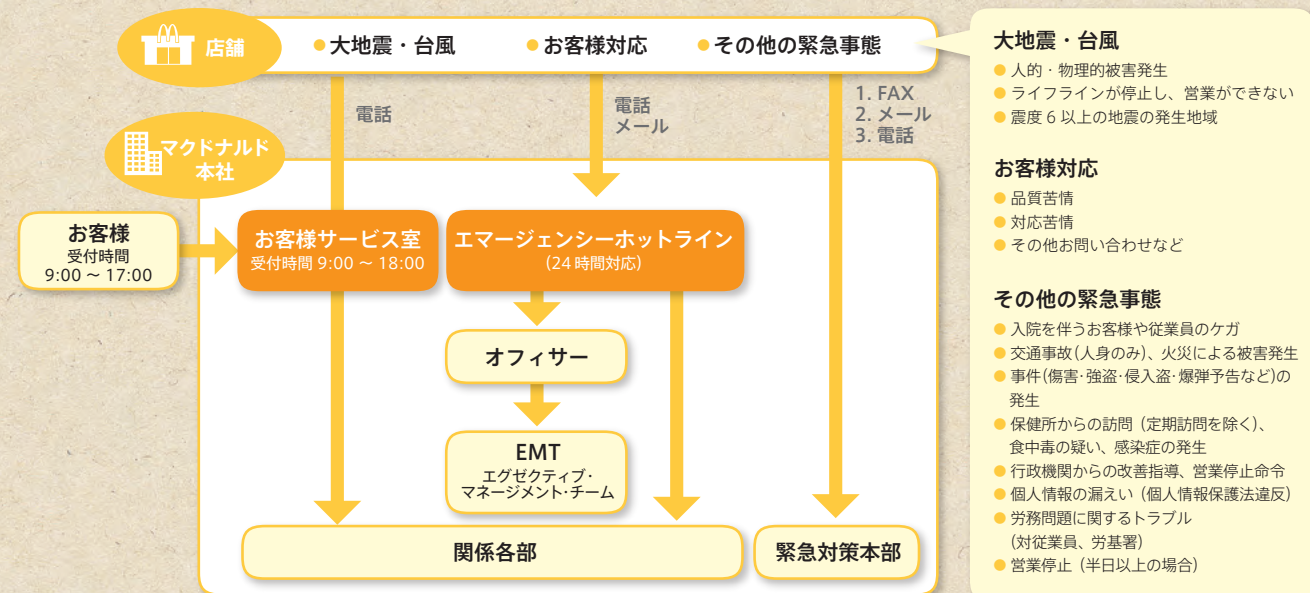 店舗
●大地震・台風 ●お客様対応 ●その他の緊急事態
電話
電話
メール
1. FAX
2. メール
3. 電話
マクドナルド
本社
お客様
受付時間
9:00 ~ 17:00
お客様サービス室
受付時間 9:00 ~ 18:00
エマージェンシーホットライン
(24時間対応)
オフィサー
EMT
エグゼクティブ・
マネージメント・チーム
関係各部
緊急対策本部
大地震・台風
● 人的・物理的被害発生
● ライフラインが停止し、営業ができない
● 震度6以上の地震の発生地域
お客様対応
● 品質苦情
● 対応苦情
● その他お問い合わせなど
その他の緊急事態
● 入院を伴うお客様や従業員のケガ
● 交通事故(人身のみ)、火災による被害発生
● 事件(傷害・強盗・侵入盗・爆弾予告など)の
発生
● 保健所からの訪問(定期訪問を除く)、
食中毒の疑い、感染症の発生
● 行政機関からの改善指導、営業停止命令
● 個人情報の漏えい(個人情報保護法違反)
● 労務問題に関するトラブル
(対従業員、労基署)
● 営業停止(半日以上の場合)